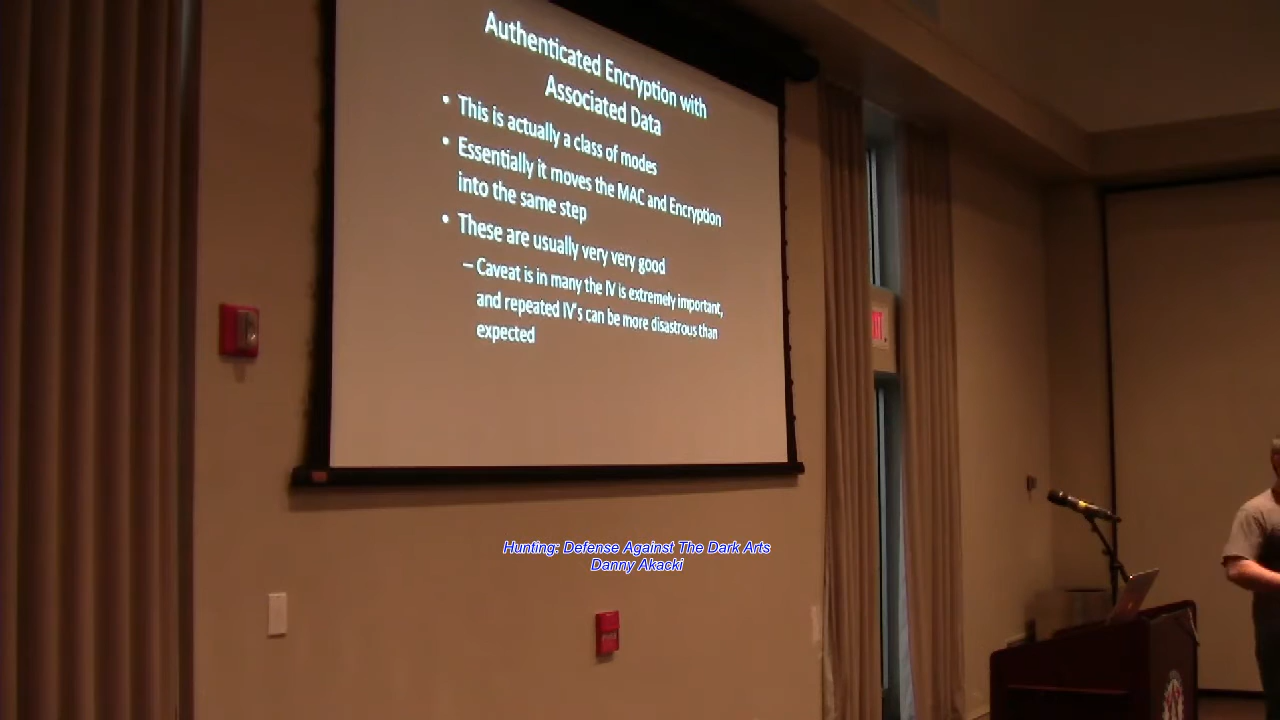 Authenticated Encryption with
Associated Data
• This is actually a class of modes
• Essentially it moves the MAC and Encryption
into the same step
• These are usually very very good
– Caveat is in many the IV is extremely important,
and repeated IV's can be more disastrous than
expected
Hunting: Defense Against The Dark Arts
Danny Akacki